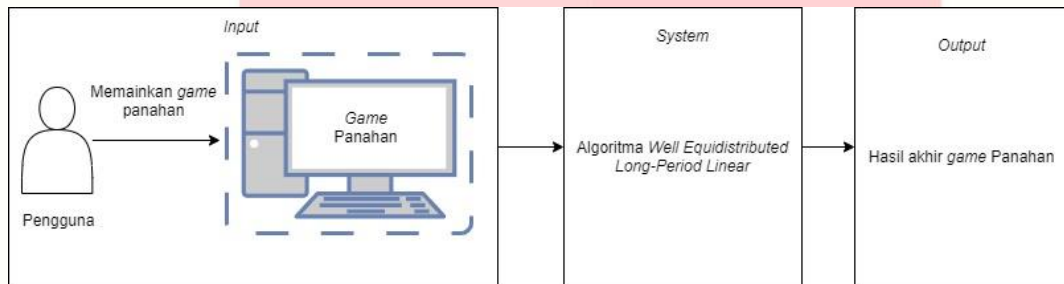 Input
Memainkan game
panahan
Game
Panahan
Pengguna
System
Algoritma Well Equidistributed
Long-Period Linear
Output
Hasil akhir game Panahan